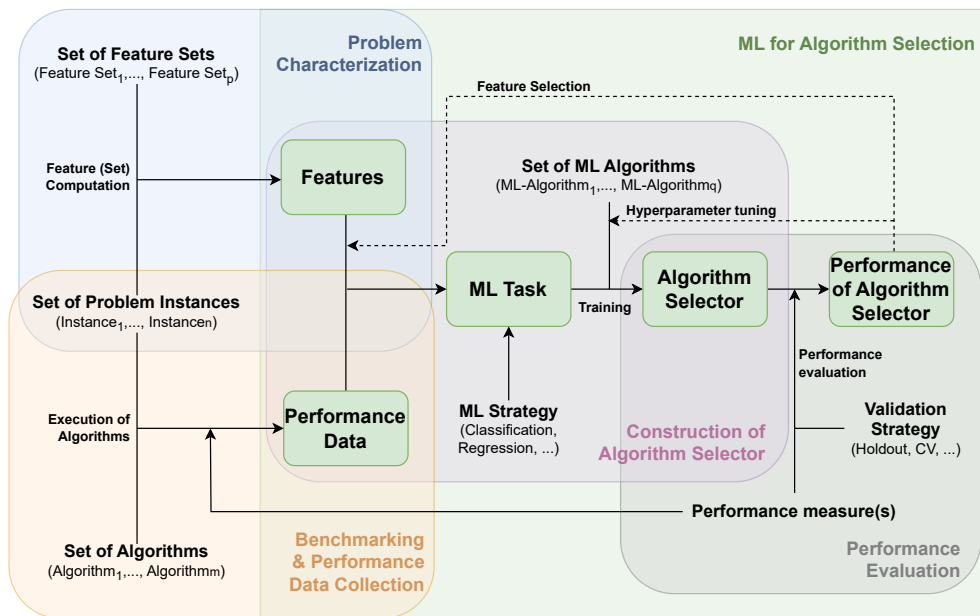 Set of Feature Sets
(Feature Set1,..., Feature Setp)
Problem
Characterization
ML for Algorithm Selection
Feature Selection
Feature (Set)
Computation
Features
Set of ML Algorithms
(ML-Algorithm1,..., ML-Algorithmq)
Hyperparameter tuning
Set of Problem Instances
(Instance1,..., Instancen)
ML Task
Training
Algorithm
Selector
Performance
of Algorithm
Selector
Performance
evaluation
Execution of
Algorithms
Performance
Data
ML Strategy
(Classification,
Regression, ...)
Construction of
Algorithm Selector
Validation
Strategy
(Holdout, CV, ...)
Performance measure(s)
Set of Algorithms
(Algorithm1,..., Algorithmm)
Benchmarking
& Performance
Data Collection
Performance
Evaluation